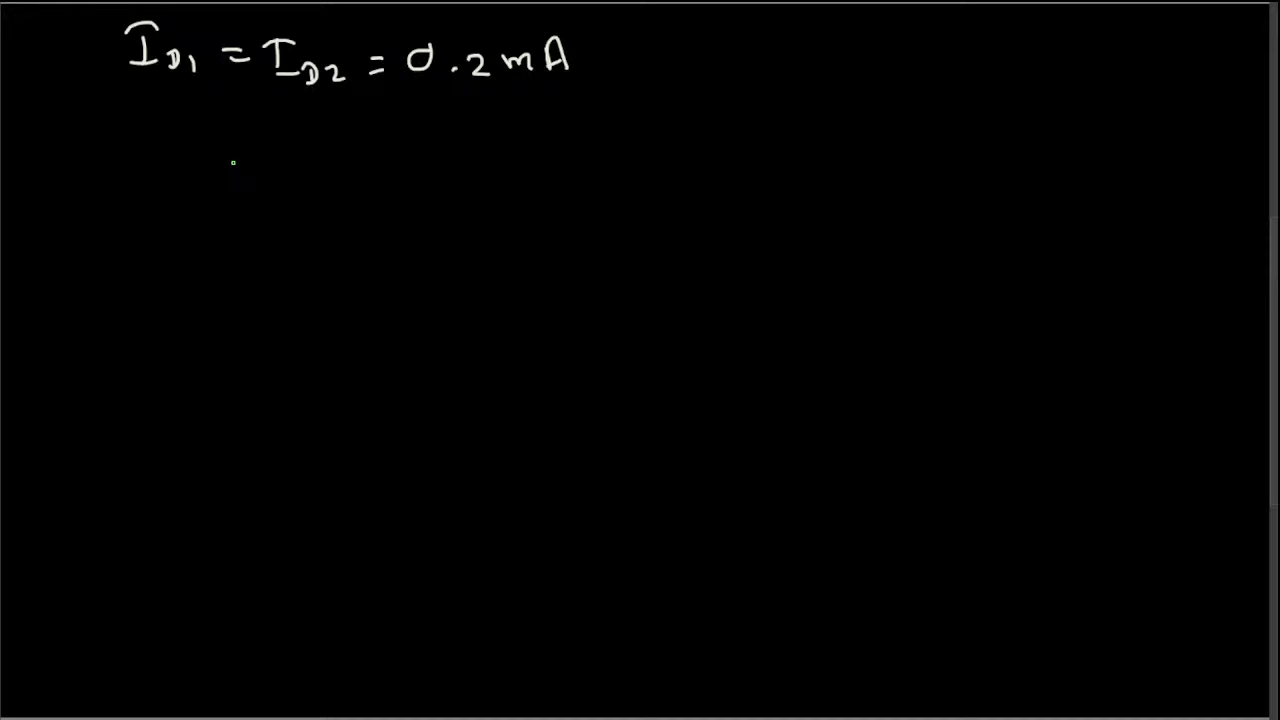 I_D1 = I_D2 = 0.2 mA